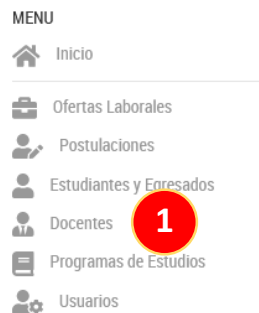 MENU
Inicio
Ofertas Laborales
Postulaciones
Estudiantes y Egresados
Docentes 1
Programas de Estudios
Usuarios